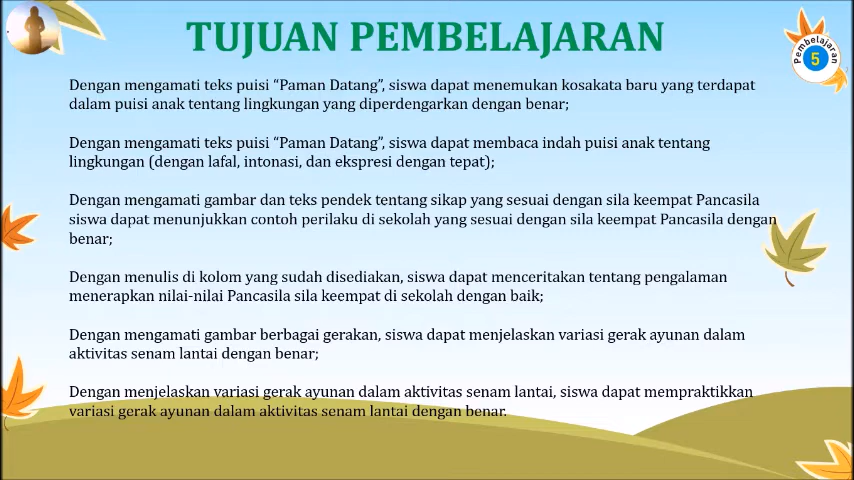 TUJUAN PEMBELAJARAN
Pembelajaran
5
Dengan mengamati teks puisi “Paman Datang”, siswa dapat menemukan kosakata baru yang terdapat
dalam puisi anak tentang lingkungan yang diperdengarkan dengan benar;
Dengan mengamati teks puisi “Paman Datang”, siswa dapat membaca indah puisi anak tentang
lingkungan (dengan lafal, intonasi, dan ekspresi dengan tepat);
Dengan mengamati gambar dan teks pendek tentang sikap yang sesuai dengan sila keempat Pancasila
siswa dapat menunjukkan contoh perilaku di sekolah yang sesuai dengan sila keempat Pancasila dengan
benar;
Dengan menulis di kolom yang sudah disediakan, siswa dapat menceritakan tentang pengalaman
menerapkan nilai-nilai Pancasila sila keempat di sekolah dengan baik;
Dengan mengamati gambar berbagai gerakan, siswa dapat menjelaskan variasi gerak ayunan dalam
aktivitas senam lantai dengan benar;
Dengan menjelaskan variasi gerak ayunan dalam aktivitas senam lantai, siswa dapat mempraktikkan
variasi gerak ayunan dalam aktivitas senam lantai dengan benar.